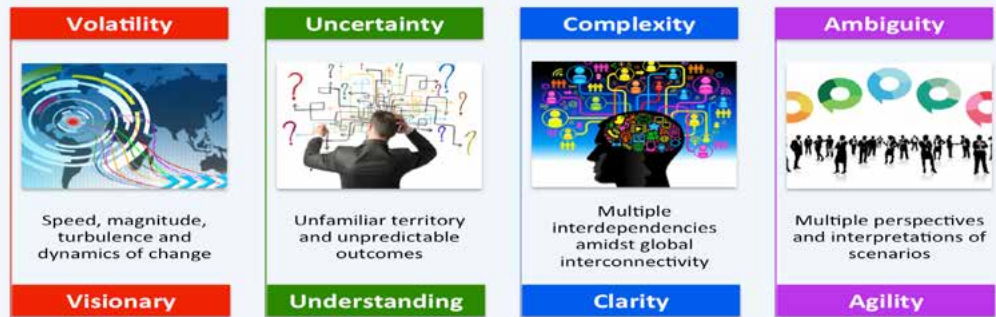 Volatility
Speed, magnitude,
turbulence and
dynamics of change
Visionary
Uncertainty
Unfamiliar territory
and unpredictable
outcomes
Understanding
Complexity
Multiple
interdependencies
amidst global
interconnectivity
Clarity
Ambiguity
Multiple perspectives
and interpretations of
scenarios
Agility